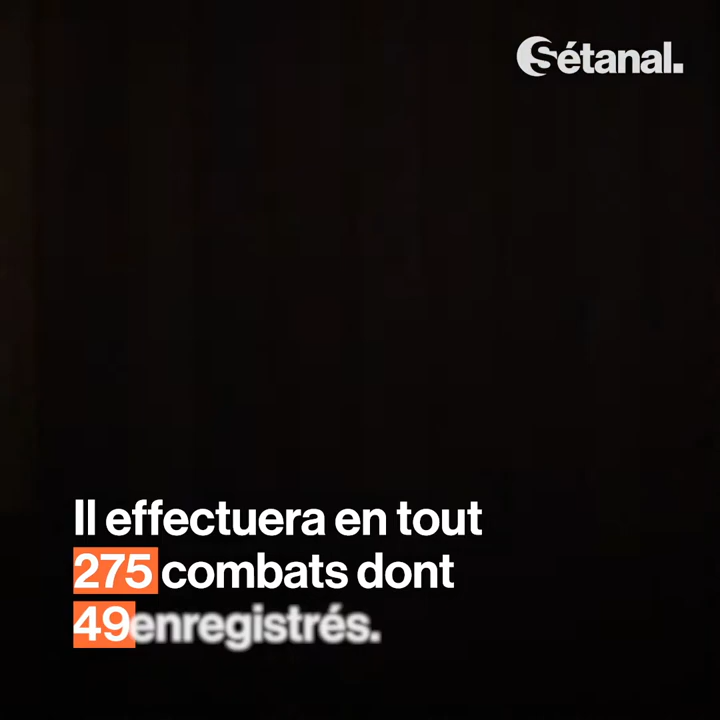 Sétanal.
Il effectuera en tout
275 combats dont
49 enregistrés.